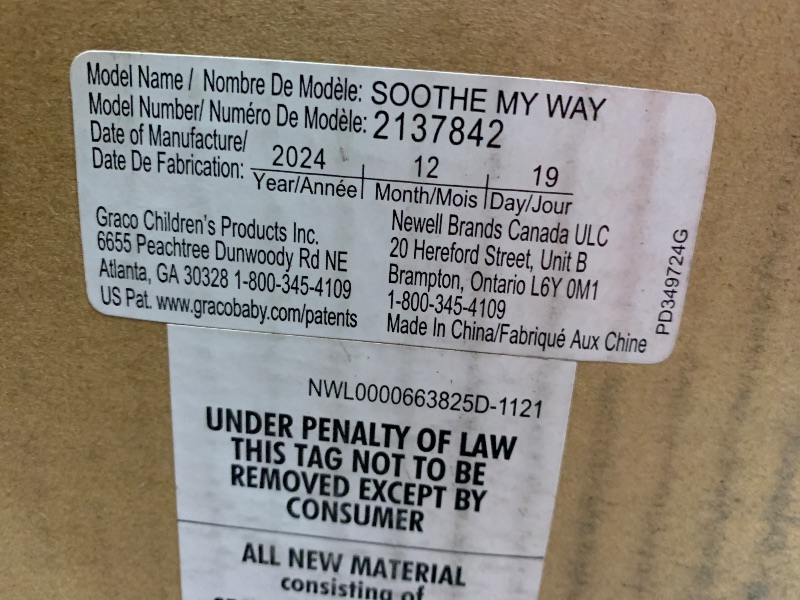 Model Name / Nombre De Modèle: SOOTHE MY WAY
Model Number/ Numéro De Modèle: 2137842
Date of Manufacture/
Date De Fabrication: 2024 12 19
Year/Année Month/Mois Day/Jour
Graco Children's Products Inc.
6655 Peachtree Dunwoody Rd NE
Atlanta, GA 30328 1-800-345-4109
US Pat. www.gracobaby.com/patents
Newell Brands Canada ULC
20 Hereford Street, Unit B
Brampton, Ontario L6Y 0M1
1-800-345-4109
Made In China/Fabriqué Aux Chine
PD349724G
NWL0000663825D-1121
UNDER PENALTY OF LAW
THIS TAG NOT TO BE
REMOVED EXCEPT BY
CONSUMER
ALL NEW MATERIAL
consisting of